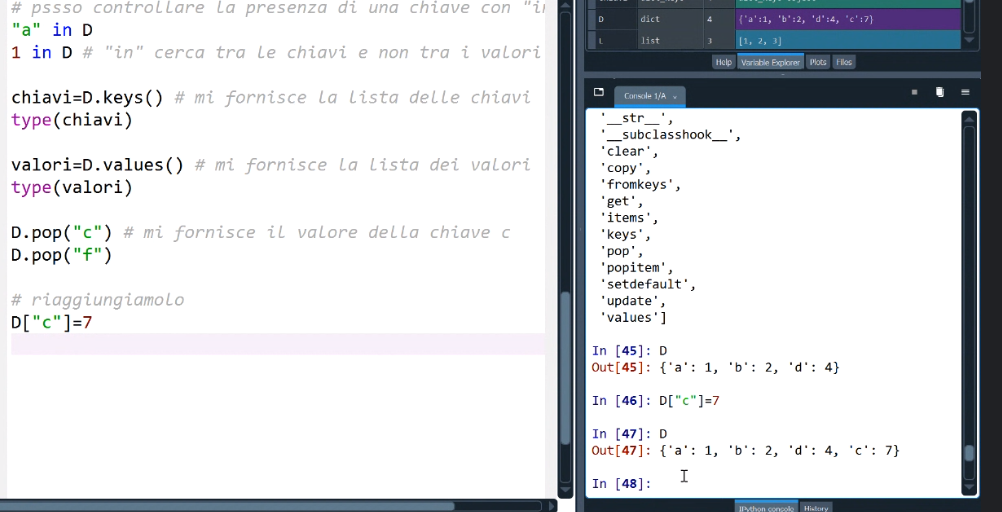 # pssso controllare la presenza di una chiave con "i
"a" in D
1 in D # "in" cerca tra le chiavi e non tra i valori
chiavi=D.keys() # mi fornisce la lista delle chiavi
type(chiavi)
valori=D.values() # mi fornisce la lista dei valori
type(valori)
D.pop("c") # mi fornisce il valore della chiave c
D.pop("f")
# riaggiungiamolo
D["c"]=7
D dict 4 {'a':1, 'b':2, 'd':4, 'c':7}
L list 3 [1, 2, 3]
Help Variable Explorer Plots Files
Console 1/A
'__str__',
'__subclasshook__',
'clear',
'copy',
'fromkeys',
'get',
'items',
'keys',
'pop',
'popitem',
'setdefault',
'update',
'values']
In [45]: D
Out[45]: {'a': 1, 'b': 2, 'd': 4}
In [46]: D["c"]=7
In [47]: D
Out[47]: {'a': 1, 'b': 2, 'd': 4, 'c': 7}
In [48]:
IPython console History